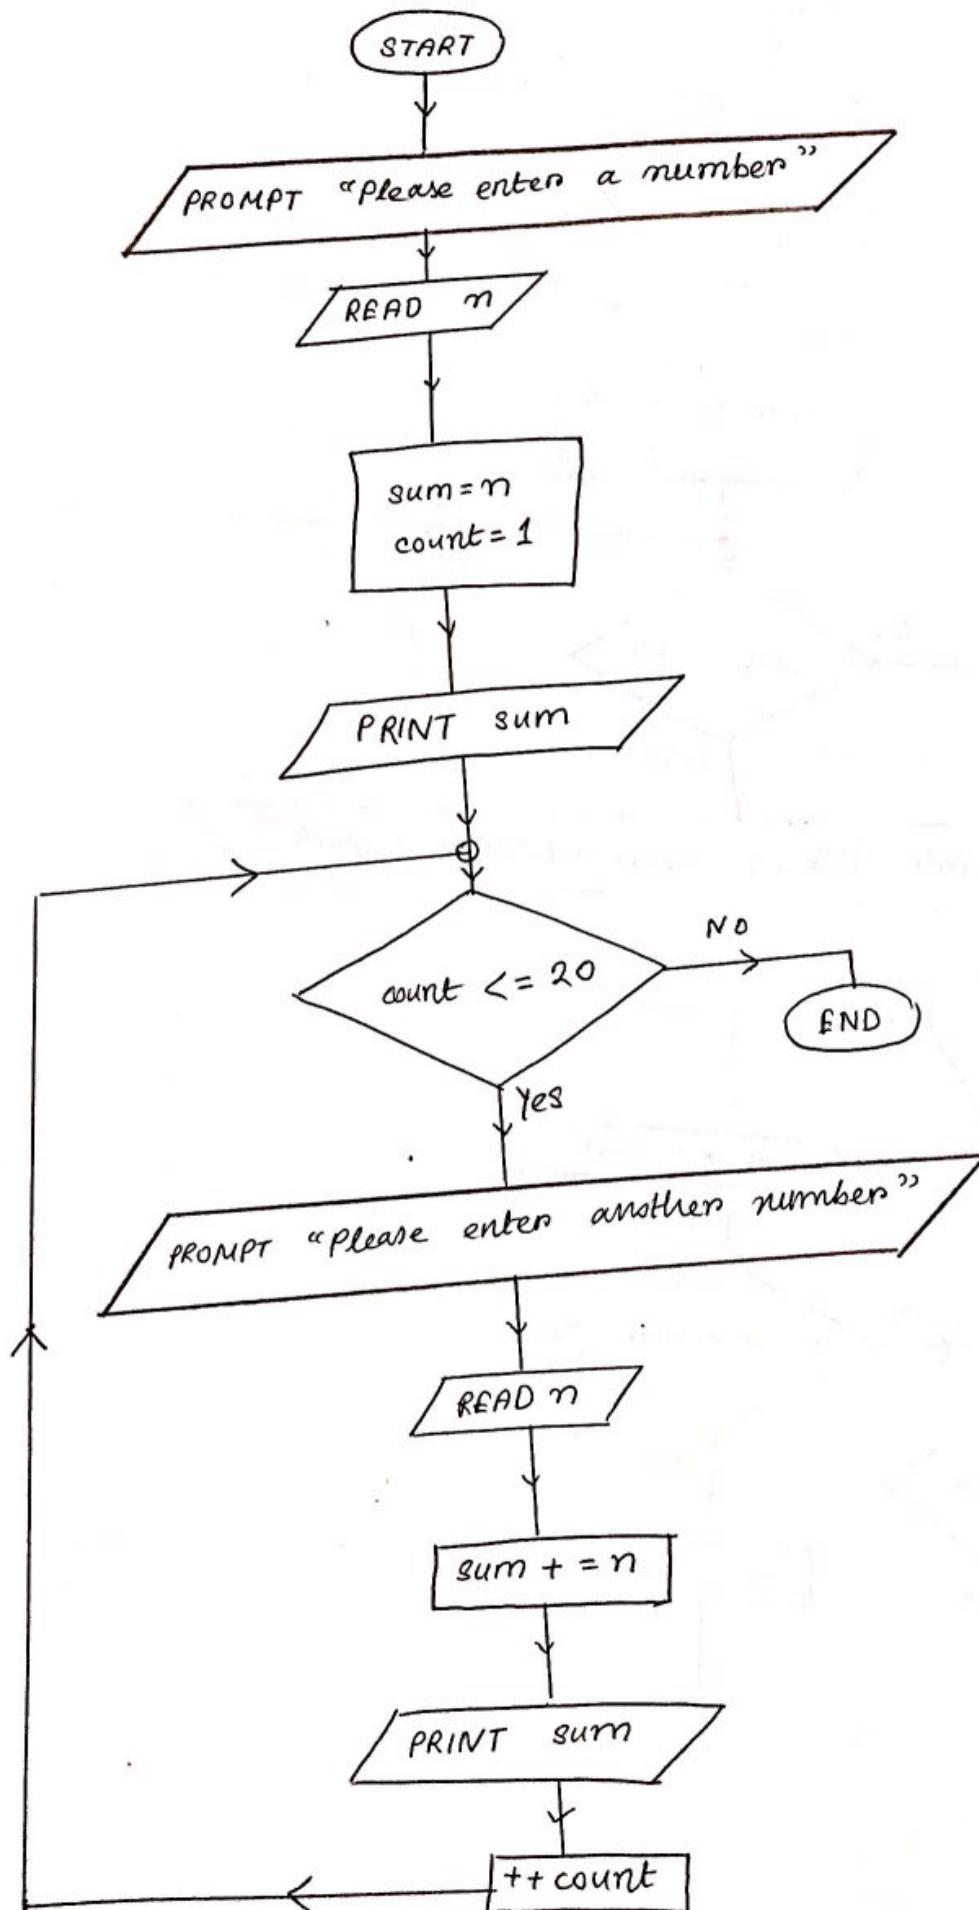 START
PROMPT "Please enter a number"
READ n
sum = n
count = 1
PRINT sum
count <= 20
NO
END
Yes
PROMPT "Please enter another number"
READ n
sum + = n
PRINT sum
++ count